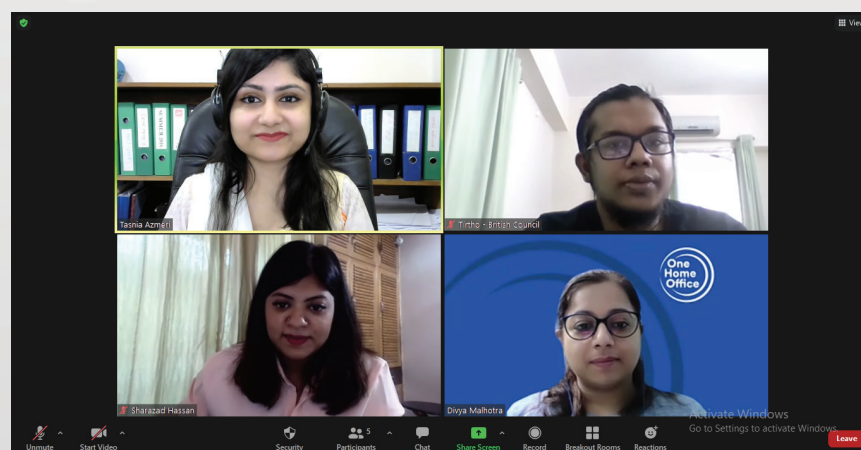 View
Tasnia Azmeri
Tirtho - British Council
One
Home
Office
Sharazad Hassan
Divya Malhotra
Activate Windows
Go to Settings to activate Windows.
Unmute
Start Video
Security
5
Participants
Chat
Share Screen
Record
Breakout Rooms
Reactions
Leave